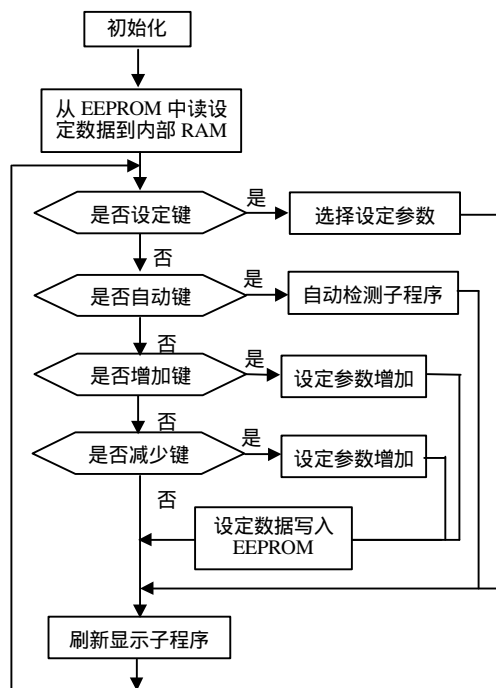 初始化
从 EEPROM 中读设
定数据到内部 RAM
是否设定键
是
选择设定参数
否
是否自动键
是
自动检测子程序
否
是否增加键
是
设定参数增加
否
是否减少键
是
设定参数增加
否
设定数据写入
EEPROM
刷新显示子程序